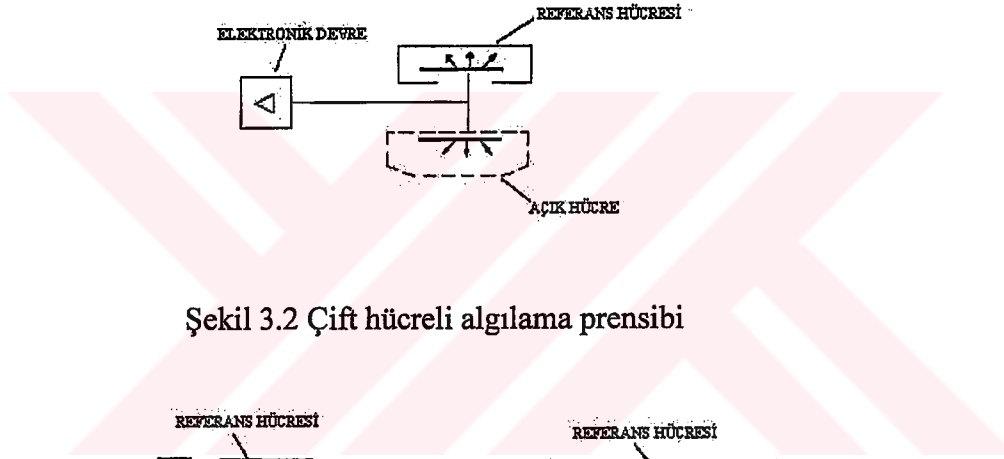 REFERANS HÜCRESİ
ELEKTRONİK DEVRE
AÇIK HÜCRE
Şekil 3.2 Çift hücreli algılama prensibi
REFERANS HÜCRESİ
REFERANS HÜCRESİ